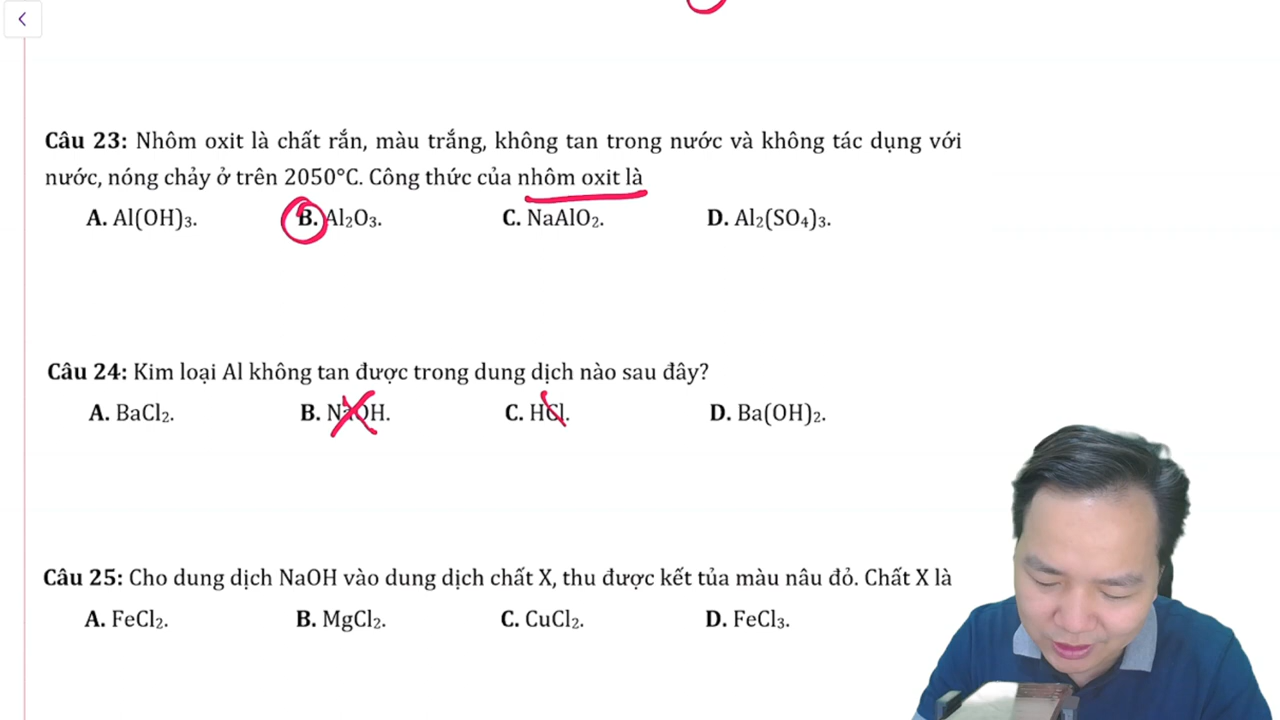 Câu 23: Nhôm oxit là chất rắn, màu trắng, không tan trong nước và không tác dụng với
nước, nóng chảy ở trên 2050°C. Công thức của nhôm oxit là
A. Al(OH)₃. B. Al₂O₃. C. NaAlO₂. D. Al₂(SO₄)₃.
Câu 24: Kim loại Al không tan được trong dung dịch nào sau đây?
A. BaCl₂. B. NaOH. C. HCl. D. Ba(OH)₂.
Câu 25: Cho dung dịch NaOH vào dung dịch chất X, thu được kết tủa màu nâu đỏ. Chất X là
A. FeCl₂. B. MgCl₂. C. CuCl₂. D. FeCl₃.